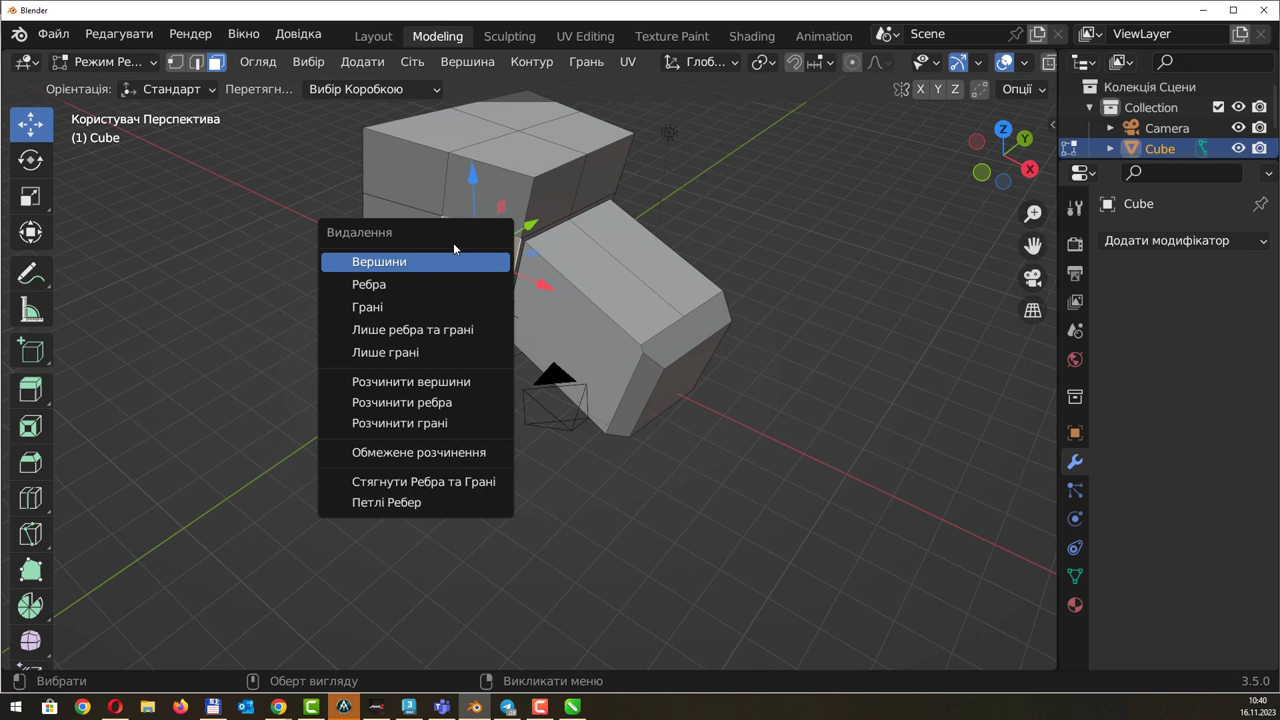 Blender
Файл Редагувати Рендер Вікно Довідка Layout Modeling Sculpting UV Editing Texture Paint Shading Animation Scene ViewLayer
Режим Ре... Огляд Вибір Додати Сіть Вершина Контур Грань UV Глоб...
Орієнтація: Стандарт Перетягн... Вибір Коробкою X Y Z Опції
Колекція Сцени
Collection
Camera
Cube
Користувач Перспектива
(1) Cube
Z
Y
X
Cube
Додати модифікатор
Видалення
Вершини
Ребра
Грані
Лише ребра та грані
Лише грані
Розчинити вершини
Розчинити ребра
Розчинити грані
Обмежене розчинення
Стягнути Ребра та Грані
Петлі Ребер
Вибрати Оберт вигляду Викликати меню 3.5.0
10:40
16.11.2023